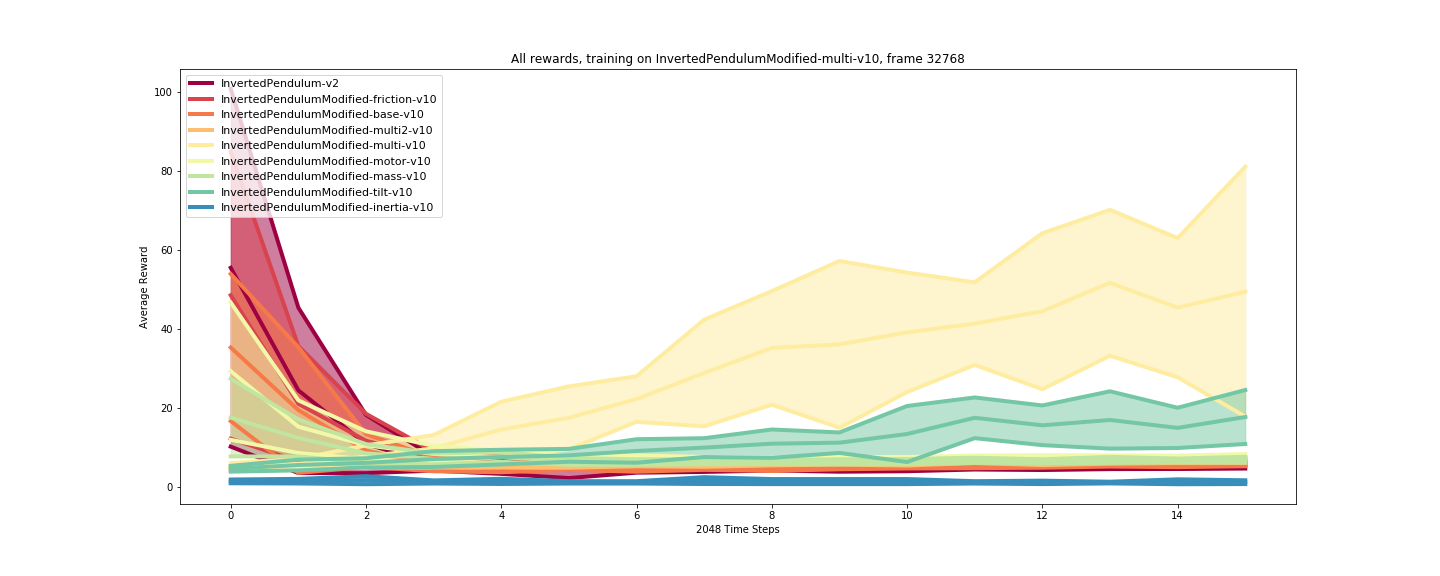 All rewards, training on InvertedPendulumModified-multi-v10, frame 32768
InvertedPendulum-v2
InvertedPendulumModified-friction-v10
InvertedPendulumModified-base-v10
InvertedPendulumModified-multi2-v10
InvertedPendulumModified-multi-v10
InvertedPendulumModified-motor-v10
InvertedPendulumModified-mass-v10
InvertedPendulumModified-tilt-v10
InvertedPendulumModified-inertia-v10
Average Reward
100
80
60
40
20
0
0 2 4 6 8 10 12 14
2048 Time Steps